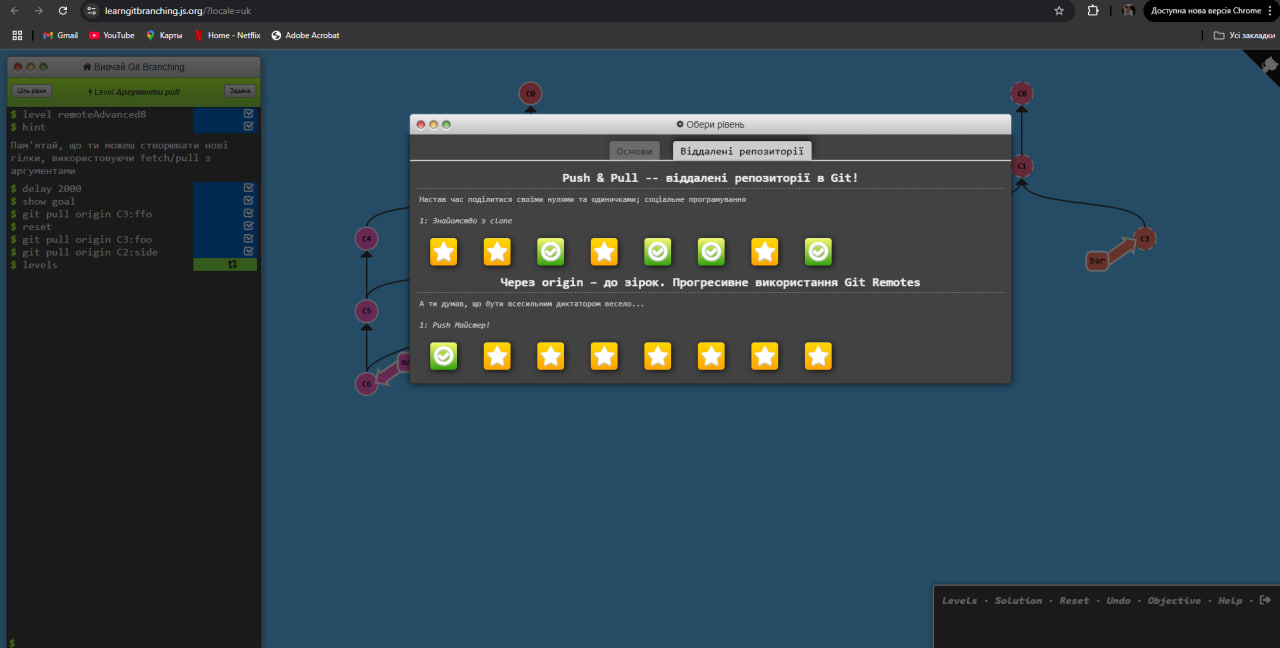 learngitbranching.js.org/?locale=uk
Доступна нова версія Chrome
Gmail
YouTube
Карты
Home - Netflix
Adobe Acrobat
Усі закладки
Вивчай Git Branching
Ціль рівня
Level Аргументи pull
Задача
$ level remoteAdvanced8
$ hint
Пам'ятай, що ти можеш створювати нові
гілки, використовуючи fetch/pull з
аргументами
$ delay 2000
$ show goal
$ git pull origin C3:ffo
$ reset
$ git pull origin C3:foo
$ git pull origin C2:side
$ levels
$
C0
C4
C5
C6
Обери рівень
Основи
Віддалені репозиторії
Push & Pull -- віддалені репозиторії в Git!
Настав час поділитися своїми нулями та одиничками; соціальне програмування
1: Знайомство з clone
Через origin – до зірок. Прогресивне використання Git Remotes
А ти думав, що бути всесильним диктатором весело...
1: Push Майстер!
C0
C1
C3
bar
Levels · Solution · Reset · Undo · Objective · Help ·